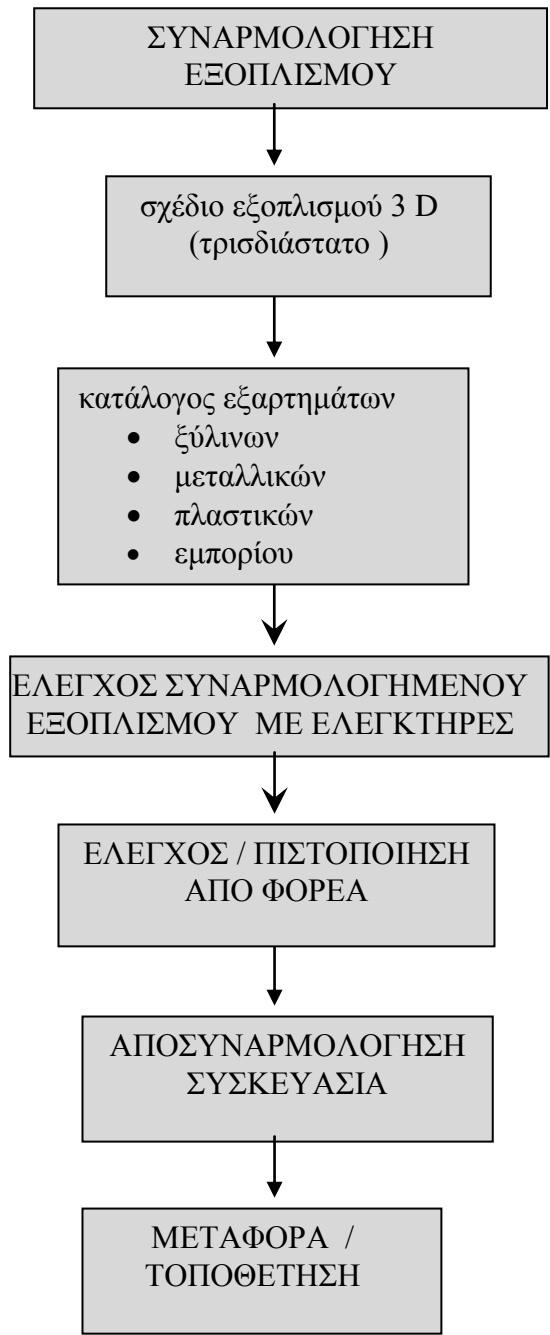 ΣΥΝΑΡΜΟΛΟΓΗΣΗ
ΕΞΟΠΛΙΣΜΟΥ
σχέδιο εξοπλισμού 3 D
(τρισδιάστατο )
κατάλογος εξαρτημάτων
• ξύλινων
• μεταλλικών
• πλαστικών
• εμπορίου
ΕΛΕΓΧΟΣ ΣΥΝΑΡΜΟΛΟΓΗΜΕΝΟΥ
ΕΞΟΠΛΙΣΜΟΥ ΜΕ ΕΛΕΓΚΤΗΡΕΣ
ΕΛΕΓΧΟΣ / ΠΙΣΤΟΠΟΙΗΣΗ
ΑΠΟ ΦΟΡΕΑ
ΑΠΟΣΥΝΑΡΜΟΛΟΓΗΣΗ
ΣΥΣΚΕΥΑΣΙΑ
ΜΕΤΑΦΟΡΑ /
ΤΟΠΟΘΕΤΗΣΗ